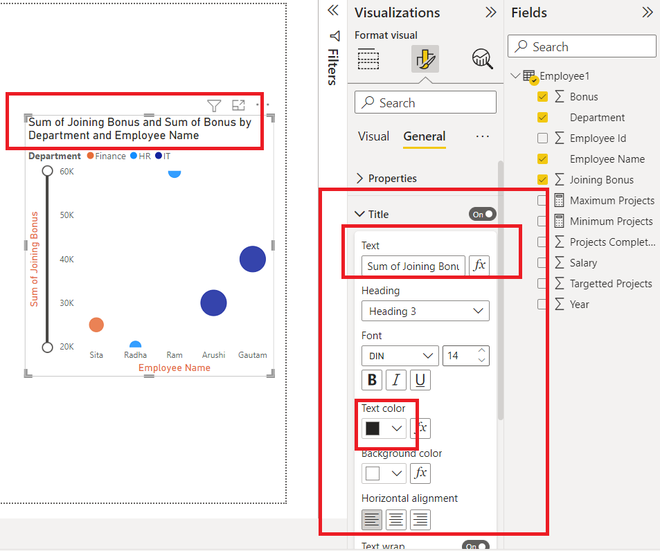 Visualizations
Format visual
Search
Visual
General
Properties
Title
On
Text
Sum of Joining Bonu
fx
Heading
Heading 3
Font
DIN
14
B
I
U
Text color
fx
Background color
fx
Horizontal alignment
Text wrap
On
Filters
Fields
Search
Employee1
Bonus
Department
Employee Id
Employee Name
Joining Bonus
Maximum Projects
Minimum Projects
Projects Complet...
Salary
Targetted Projects
Year
Sum of Joining Bonus and Sum of Bonus by
Department and Employee Name
Department Finance HR IT
60K
50K
40K
30K
20K
Sum of Joining Bonus
Sita Radha Ram Arushi Gautam
Employee Name